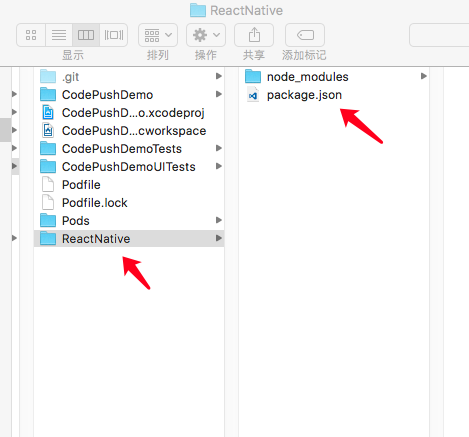 ReactNative
显示
排列
操作
共享
添加标记
.git
CodePushDemo
CodePushD...o.xcodeproj
CodePushD...cworkspace
CodePushDemoTests
CodePushDemoUITests
Podfile
Podfile.lock
Pods
ReactNative
node_modules
package.json